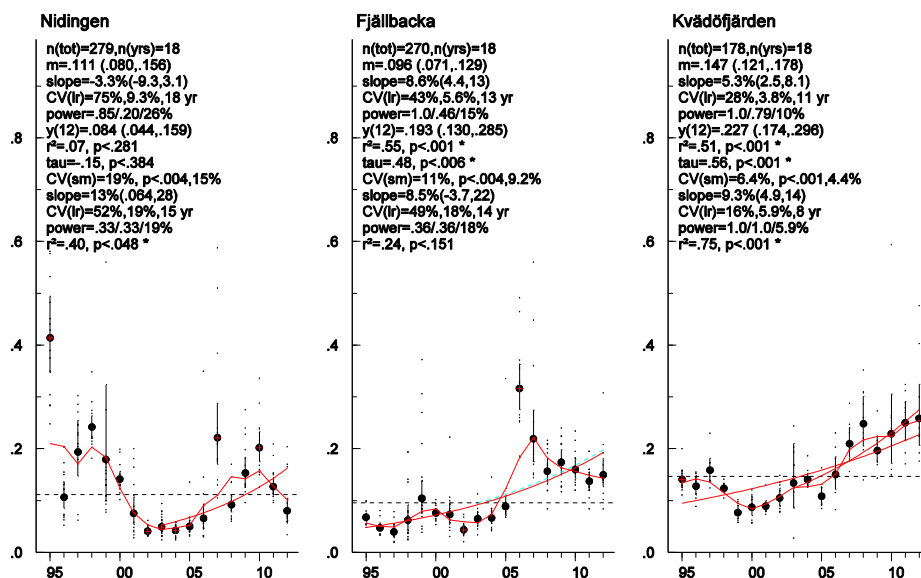 Nidingen
n(tot)=279,n(yrs)=18
m=.111 (.080,.156)
slope=-3.3%(-9.3,3.1)
CV(lr)=75%,9.3%,18 yr
power=.85/.20/26%
y(12)=.084 (.044,.159)
r²=.07, p<.281
tau=-.15, p<.384
CV(sm)=19%, p<.004,15%
slope=13%(.064,28)
CV(lr)=52%,19%,15 yr
power=.33/.33/19%
r²=.40, p<.048 *
.8
.6
.4
.2
.0
95 00 05 10
Fjällbacka
n(tot)=270,n(yrs)=18
m=.096 (.071,.129)
slope=8.6%(4.4,13)
CV(lr)=43%,5.6%,13 yr
power=1.0/.46/15%
y(12)=.193 (.130,.285)
r²=.55, p<.001 *
tau=.48, p<.006 *
CV(sm)=11%, p<.004,9.2%
slope=8.5%(-3.7,22)
CV(lr)=49%,18%,14 yr
power=.36/.36/18%
r²=.24, p<.151
.8
.6
.4
.2
.0
95 00 05 10
Kvädöfjärden
n(tot)=178,n(yrs)=18
m=.147 (.121,.178)
slope=5.3%(2.5,8.1)
CV(lr)=28%,3.8%,11 yr
power=1.0/.79/10%
y(12)=.227 (.174,.296)
r²=.51, p<.001 *
tau=.56, p<.001 *
CV(sm)=6.4%, p<.001,4.4%
slope=9.3%(4.9,14)
CV(lr)=16%,5.9%,8 yr
power=1.0/1.0/5.9%
r²=.75, p<.001 *
.8
.6
.4
.2
.0
95 00 05 10